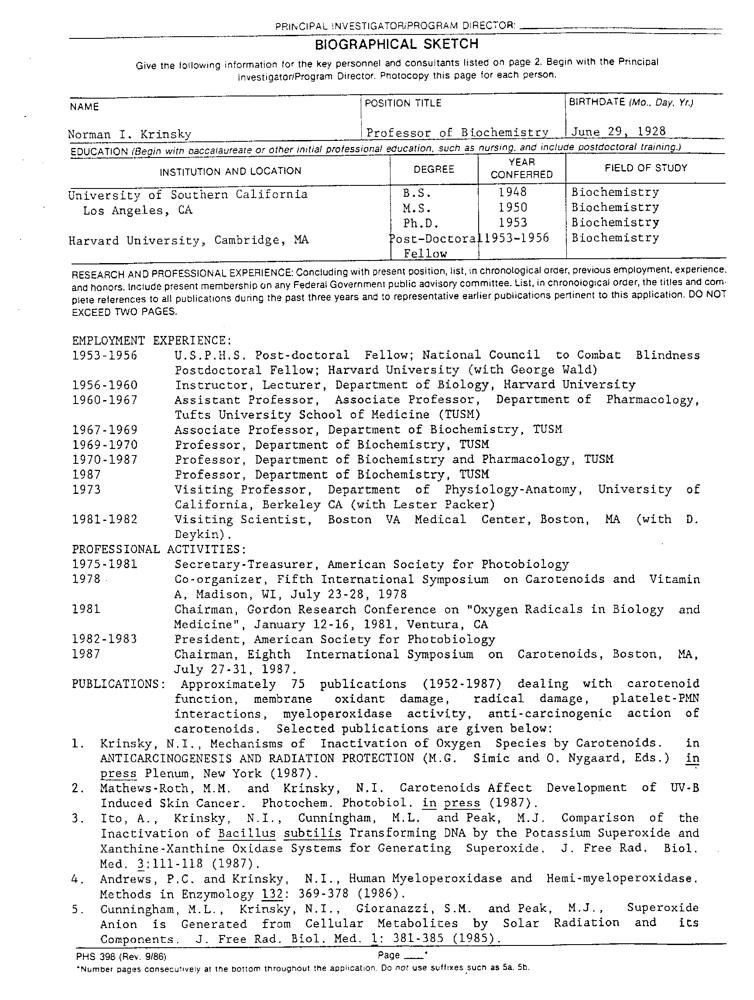 PRINCIPAL INVESTIGATOR/PROGRAM DIRECTOR:
BIOGRAPHICAL SKETCH
Give the following information for the key personnel and consultants listed on page 2. Begin with the Principal
Investigator/Program Director. Photocopy this page for each person.
NAME POSITION TITLE BIRTHDATE (Mo., Day, Yr.)
Norman I. Krinsky Professor of Biochemistry June 29, 1928
EDUCATION (Begin with baccalaureate or other initial professional education, such as nursing, and include postdoctoral training.)
INSTITUTION AND LOCATION DEGREE YEAR CONFERRED FIELD OF STUDY
University of Southern California B.S. 1948 Biochemistry
Los Angeles, CA M.S. 1950 Biochemistry
Ph.D. 1953 Biochemistry
Harvard University, Cambridge, MA Post-Doctoral 1953-1956 Biochemistry
Fellow
RESEARCH AND PROFESSIONAL EXPERIENCE: Concluding with present position, list, in chronological order, previous employment, experience,
and honors. Include present membership on any Federal Government public advisory committee. List, in chronological order, the titles and com-
plete references to all publications during the past three years and to representative earlier publications pertinent to this application. DO NOT
EXCEED TWO PAGES.
EMPLOYMENT EXPERIENCE:
1953-1956 U.S.P.H.S. Post-doctoral Fellow; National Council to Combat Blindness
Postdoctoral Fellow; Harvard University (with George Wald)
1956-1960 Instructor, Lecturer, Department of Biology, Harvard University
1960-1967 Assistant Professor, Associate Professor, Department of Pharmacology,
Tufts University School of Medicine (TUSM)
1967-1969 Associate Professor, Department of Biochemistry, TUSM
1969-1970 Professor, Department of Biochemistry, TUSM
1970-1987 Professor, Department of Biochemistry and Pharmacology, TUSM
1987 Professor, Department of Biochemistry, TUSM
1973 Visiting Professor, Department of Physiology-Anatomy, University of
California, Berkeley CA (with Lester Packer)
1981-1982 Visiting Scientist, Boston VA Medical Center, Boston, MA (with D.
Deykin).
PROFESSIONAL ACTIVITIES:
1975-1981 Secretary-Treasurer, American Society for Photobiology
1978 Co-organizer, Fifth International Symposium on Carotenoids and Vitamin
A, Madison, WI, July 23-28, 1978
1981 Chairman, Gordon Research Conference on "Oxygen Radicals in Biology and
Medicine", January 12-16, 1981, Ventura, CA
1982-1983 President, American Society for Photobiology
1987 Chairman, Eighth International Symposium on Carotenoids, Boston, MA,
July 27-31, 1987.
PUBLICATIONS: Approximately 75 publications (1952-1987) dealing with carotenoid
function, membrane oxidant damage, radical damage, platelet-PMN
interactions, myeloperoxidase activity, anti-carcinogenic action of
carotenoids. Selected publications are given below:
1. Krinsky, N.I., Mechanisms of Inactivation of Oxygen Species by Carotenoids. in
ANTICARCINOGENESIS AND RADIATION PROTECTION (M.G. Simic and O. Nygaard, Eds.) in
press Plenum, New York (1987).
2. Mathews-Roth, M.M. and Krinsky, N.I. Carotenoids Affect Development of UV-B
Induced Skin Cancer. Photochem. Photobiol. in press (1987).
3. Ito, A., Krinsky, N.I., Cunningham, M.L. and Peak, M.J. Comparison of the
Inactivation of Bacillus subtilis Transforming DNA by the Potassium Superoxide and
Xanthine-Xanthine Oxidase Systems for Generating Superoxide. J. Free Rad. Biol.
Med. 3:111-118 (1987).
4. Andrews, P.C. and Krinsky, N.I., Human Myeloperoxidase and Hemi-myeloperoxidase.
Methods in Enzymology 132: 369-378 (1986).
5. Cunningham, M.L., Krinsky, N.I., Gioranazzi, S.M. and Peak, M.J., Superoxide
Anion is Generated from Cellular Metabolites by Solar Radiation and its
Components. J. Free Rad. Biol. Med. 1: 381-385 (1985).
PHS 398 (Rev. 9/86) Page ___*
*Number pages consecutively at the bottom throughout the application. Do not use suffixes such as 5a, 5b.